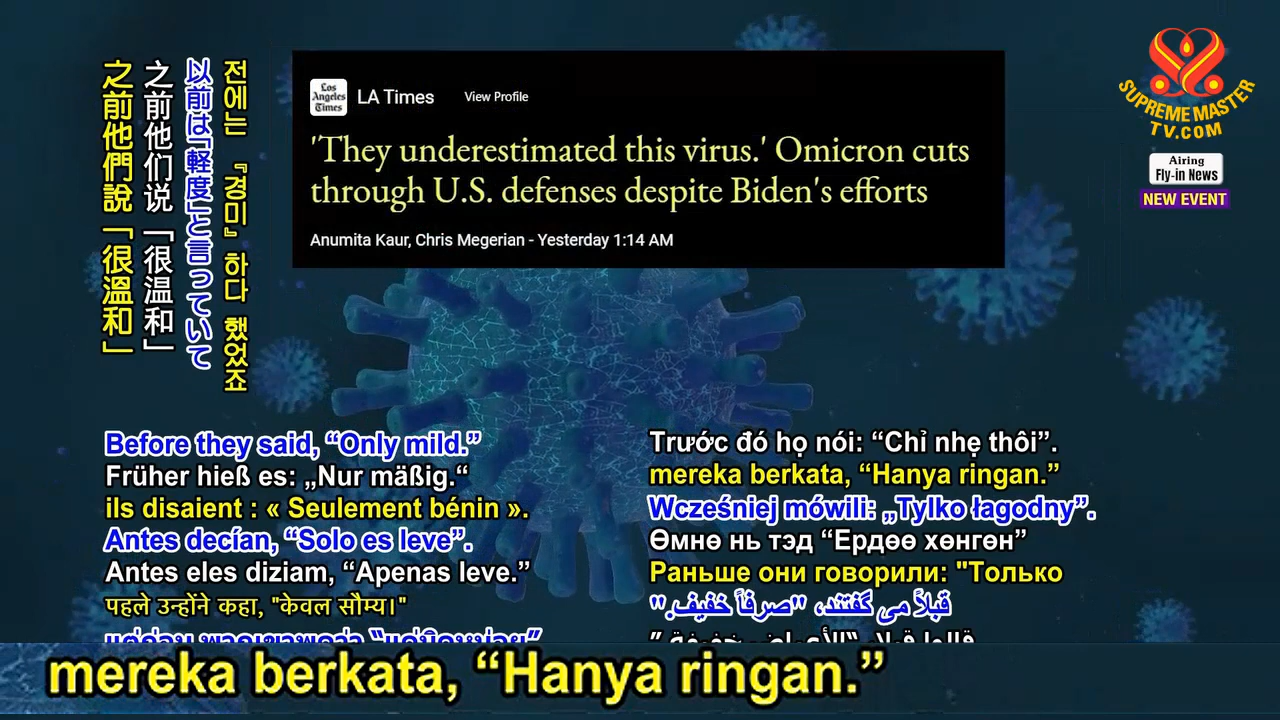 전에는 『경미』하다 했었죠
以前は「軽度」と言っていて
之前他们说「很温和」
之前他們說「很溫和」
Los Angeles Times
LA Times View Profile
'They underestimated this virus.' Omicron cuts
through U.S. defenses despite Biden's efforts
Anumita Kaur, Chris Megerian - Yesterday 1:14 AM
SUPREME MASTER
TV.COM
Airing
Fly-in News
NEW EVENT
Before they said, “Only mild.”
Früher hieß es: „Nur mäßig.“
ils disaient : « Seulement bénin ».
Antes decían, “Solo es leve”.
Antes eles diziam, “Apenas leve.”
पहले उन्होंने कहा, "केवल सौम्य।"
Trước đó họ nói: “Chỉ nhẹ thôi”.
mereka berkata, “Hanya ringan.”
Wcześniej mówili: „Tylko łagodny”.
Өмнө нь тэд “Ердөө хөнгөн”
Раньше они говорили: "Только
قبلاً می گفتند، "صرفاً خفیف."
mereka berkata, “Hanya ringan.”